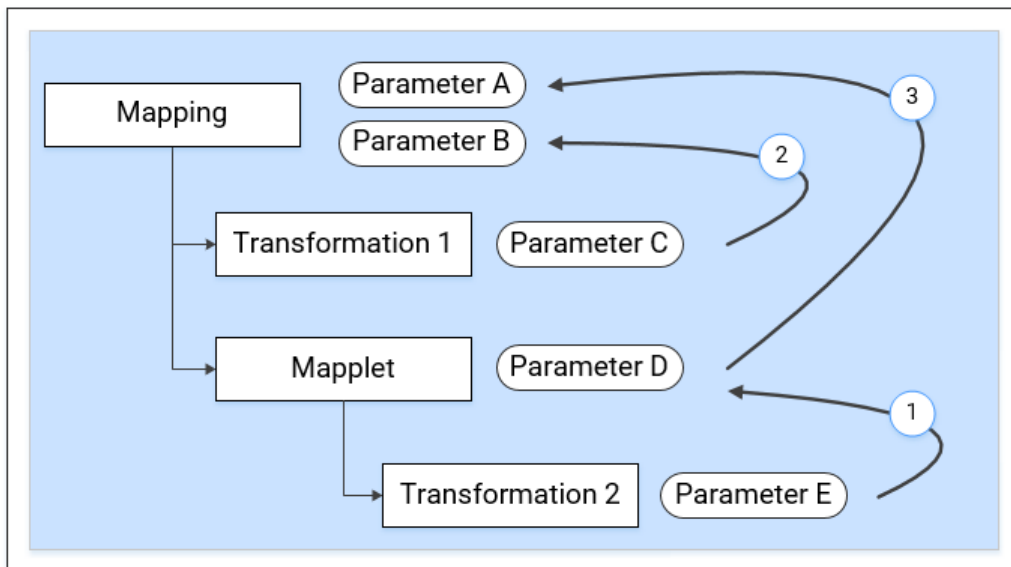 Parameter A
3
Mapping
Parameter B
2
Transformation 1
Parameter C
Mapplet
Parameter D
1
Transformation 2
Parameter E